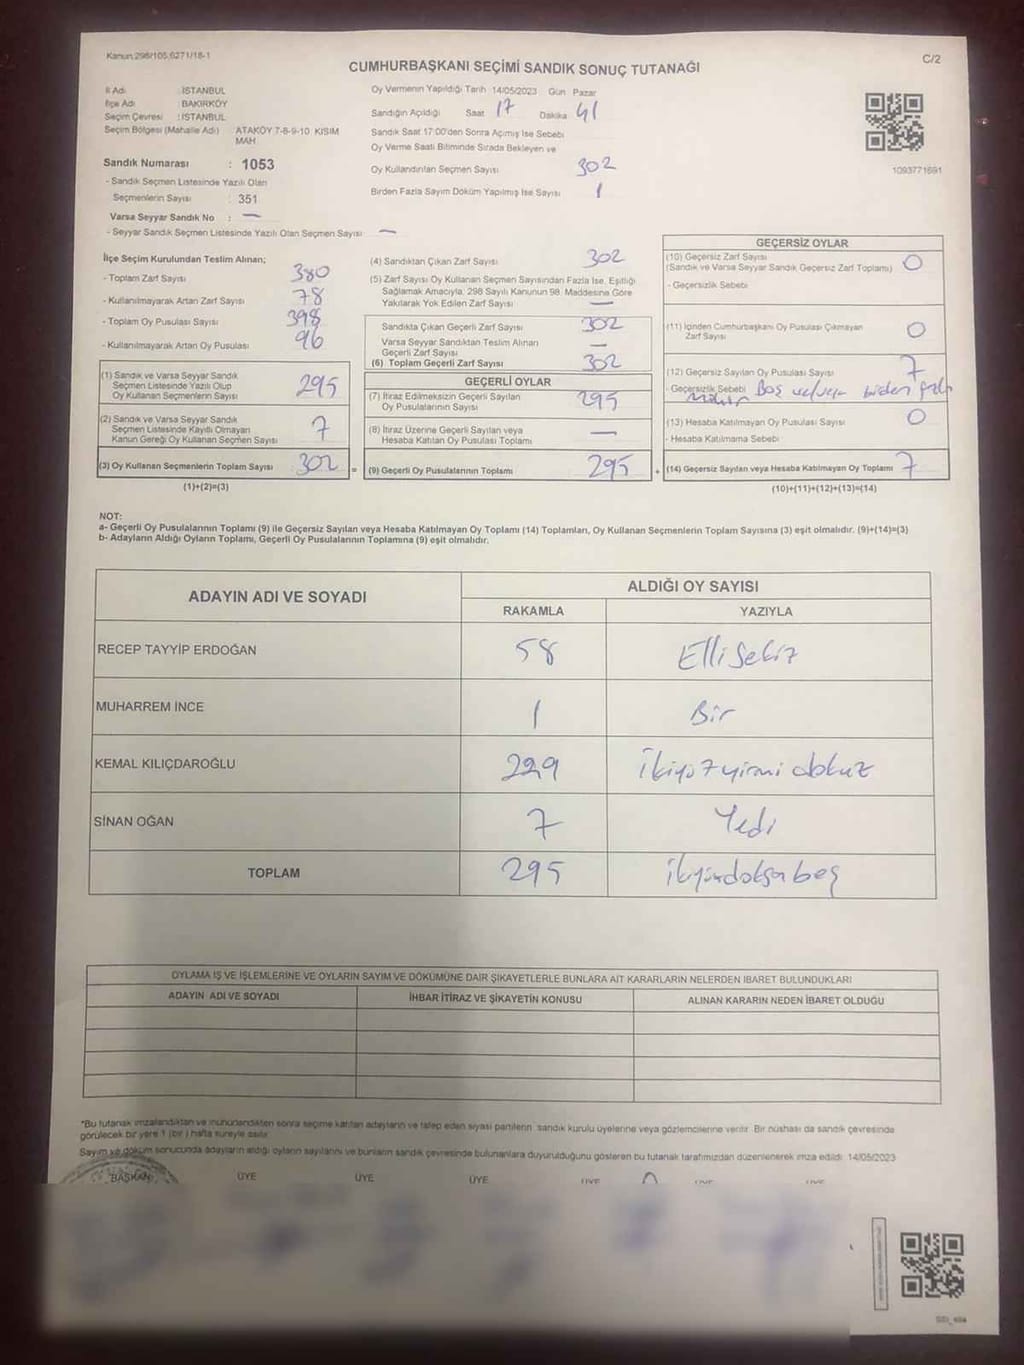 Kanun:298/105,6271/18-1
C/2
CUMHURBAŞKANI SEÇİMİ SANDIK SONUÇ TUTANAĞI
İl Adı : İSTANBUL
İlçe Adı : BAKIRKÖY
Seçim Çevresi : İSTANBUL
Seçim Bölgesi (Mahalle Adı) ATAKÖY 7-8-9-10 KISIM MAH
Sandık Numarası : 1053
- Sandık Seçmen Listesinde Yazılı Olan
Seçmenlerin Sayısı : 351
Varsa Seyyar Sandık No : —
- Seyyar Sandık Seçmen Listesinde Yazılı Olan Seçmen Sayısı —
Oy Vermenin Yapıldığı Tarih 14/05/2023 Gün Pazar
Sandığın Açıldığı Saat 17 Dakika 41
Sandık Saat 17:00'den Sonra Açılmış İse Sebebi
Oy Verme Saati Bitiminde Sırada Bekleyen ve
Oy Kullandırılan Seçmen Sayısı 302
Birden Fazla Sayım Döküm Yapılmış İse Sayısı 1
1093771691
İlçe Seçim Kurulundan Teslim Alınan;
- Toplam Zarf Sayısı 380
- Kullanılmayarak Artan Zarf Sayısı 78
- Toplam Oy Pusulası Sayısı 398
- Kullanılmayarak Artan Oy Pusulası 96
(1) Sandık ve Varsa Seyyar Sandık
Seçmen Listesinde Yazılı Olup
Oy Kullanan Seçmenlerin Sayısı 295
(2) Sandık ve Varsa Seyyar Sandık
Seçmen Listesinde Kayıtlı Olmayan
Kanun Gereği Oy Kullanan Seçmen Sayısı 7
(3) Oy Kullanan Seçmenlerin Toplam Sayısı 302 =
(1)+(2)=(3)
(4) Sandıktan Çıkan Zarf Sayısı 302
(5) Zarf Sayısı Oy Kullanan Seçmen Sayısından Fazla İse, Eşitliği
Sağlamak Amacıyla, 298 Sayılı Kanunun 98. Maddesine Göre
Yakılarak Yok Edilen Zarf Sayısı —
Sandıkta Çıkan Geçerli Zarf Sayısı 302
Varsa Seyyar Sandıktan Teslim Alınan
Geçerli Zarf Sayısı —
(6) Toplam Geçerli Zarf Sayısı 302
GEÇERLİ OYLAR
(7) İtiraz Edilmeksizin Geçerli Sayılan
Oy Pusulalarının Sayısı 295
(8) İtiraz Üzerine Geçerli Sayılan veya
Hesaba Katılan Oy Pusulası Toplamı —
(9) Geçerli Oy Pusulalarının Toplamı 295 +
GEÇERSİZ OYLAR
(10) Geçersiz Zarf Sayısı
(Sandık ve Varsa Seyyar Sandık Geçersiz Zarf Toplamı) 0
- Geçersizlik Sebebi
(11) İçinden Cumhurbaşkanı Oy Pusulası Çıkmayan
Zarf Sayısı 0
(12) Geçersiz Sayılan Oy Pusulası Sayısı 7
- Geçersizlik Sebebi Boş veya birden fazla
(13) Hesaba Katılmayan Oy Pusulası Sayısı 0
- Hesaba Katılmama Sebebi
(14) Geçersiz Sayılan veya Hesaba Katılmayan Oy Toplamı 7
(10)+(11)+(12)+(13)=(14)
NOT:
a- Geçerli Oy Pusulalarının Toplamı (9) ile Geçersiz Sayılan veya Hesaba Katılmayan Oy Toplamı (14) Toplamları, Oy Kullanan Seçmenlerin Toplam Sayısına (3) eşit olmalıdır. (9)+(14)=(3)
b- Adayların Aldığı Oyların Toplamı, Geçerli Oy Pusulalarının Toplamına (9) eşit olmalıdır.
ADAYIN ADI VE SOYADI
ALDIĞI OY SAYISI
RAKAMLA YAZIYLA
RECEP TAYYİP ERDOĞAN 58 Elli Sekiz
MUHARREM İNCE 1 Bir
KEMAL KILIÇDAROĞLU 229 ikiyüz yirmi dokuz
SİNAN OĞAN 7 Yedi
TOPLAM 295 ikiyüzdoksanbeş
OYLAMA İŞ VE İŞLEMLERİNE VE OYLARIN SAYIM VE DÖKÜMÜNE DAİR ŞİKAYETLERLE BUNLARA AİT KARARLARIN NELERDEN İBARET BULUNDUKLARI
ADAYIN ADI VE SOYADI İHBAR İTİRAZ VE ŞİKAYETİN KONUSU ALINAN KARARIN NEDEN İBARET OLDUĞU
*Bu tutanak imzalandıktan ve mühürlendikten sonra seçime katılan adayların ve talep eden siyasi partilerin sandık kurulu üyelerine veya gözlemcilerine verilir. Bir nüshası da sandık çevresinde
görülecek bir yere 1 (bir) hafta süreyle asılır.
Sayım ve döküm sonucunda adayların aldığı oyların sayılarını ve bunların sandık çevresinde bulunanlara duyurulduğunu gösteren bu tutanak tarafımızdan düzenlenerek imza edildi. 14/05/2023
BAŞKAN ÜYE ÜYE ÜYE ÜYE ÜYE ÜYE